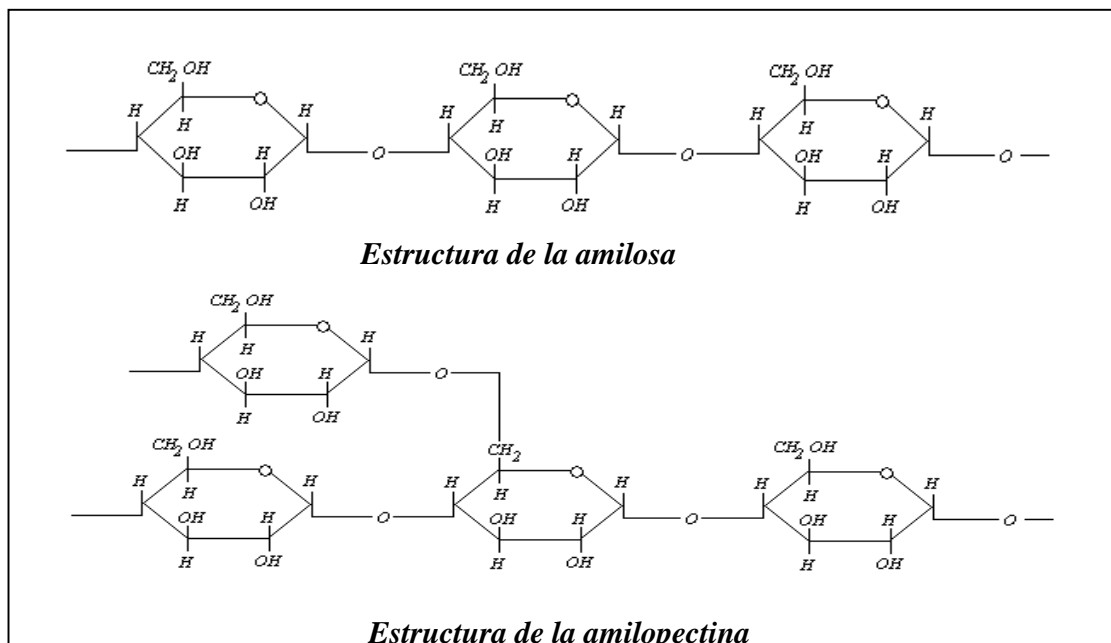 CH₂ OH CH₂ OH CH₂ OH
O O O
H H H H H H
H H H
OH H O OH H O OH H O
H OH H OH H OH
Estructura de la amilosa
CH₂ OH
O
H H
H
OH H O
H OH
CH₂ OH CH₂ CH₂ OH
O O O
H H H H H H
H H H
OH H O OH H O OH H O
H OH H OH H OH
Estructura de la amilopectina